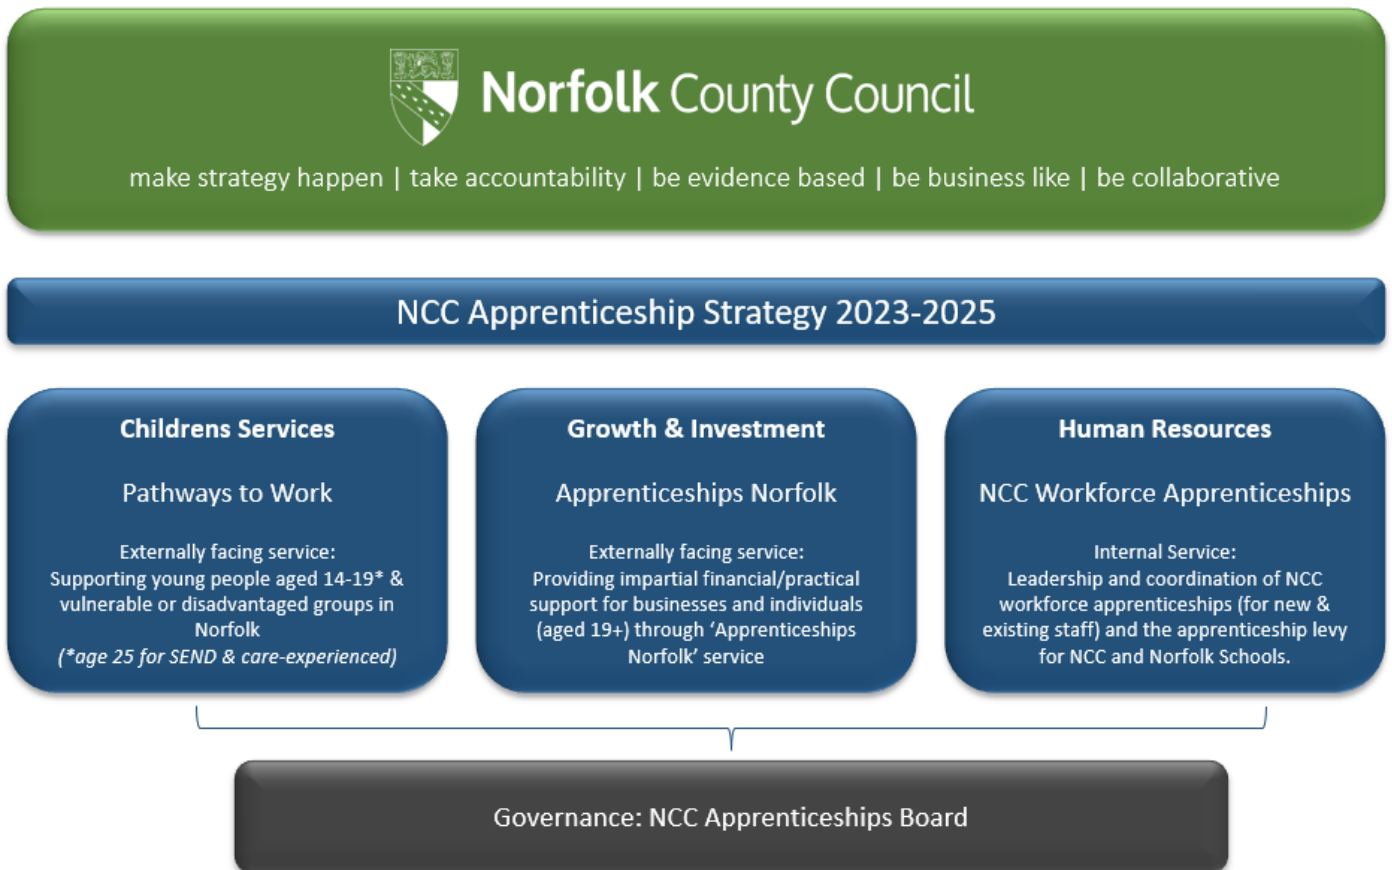 Norfolk County Council
make strategy happen | take accountability | be evidence based | be business like | be collaborative
NCC Apprenticeship Strategy 2023-2025
Childrens Services
Pathways to Work
Externally facing service:
Supporting young people aged 14-19* &
vulnerable or disadvantaged groups in
Norfolk
(*age 25 for SEND & care-experienced)
Growth & Investment
Apprenticeships Norfolk
Externally facing service:
Providing impartial financial/practical
support for businesses and individuals
(aged 19+) through ‘Apprenticeships
Norfolk’ service
Human Resources
NCC Workforce Apprenticeships
Internal Service:
Leadership and coordination of NCC
workforce apprenticeships (for new &
existing staff) and the apprenticeship levy
for NCC and Norfolk Schools.
Governance: NCC Apprenticeships Board